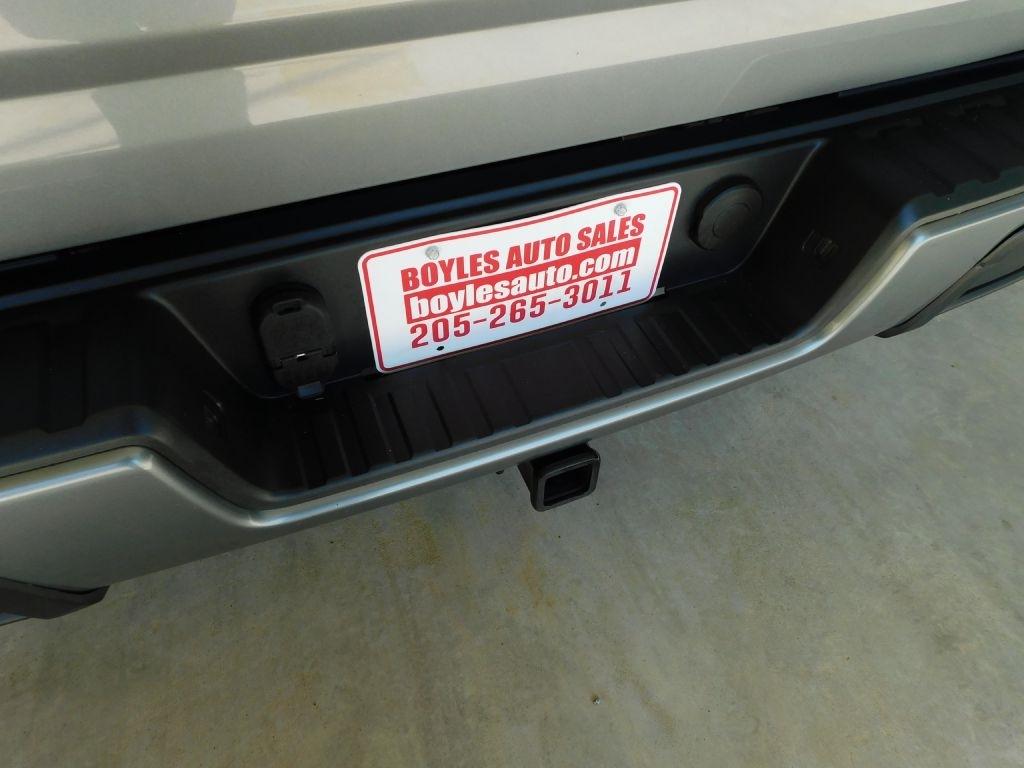 BOYLES AUTO SALES
boylesauto.com
205-265-3011